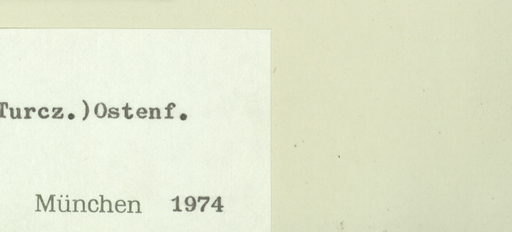 Turcz.)Ostenf.
München 1974